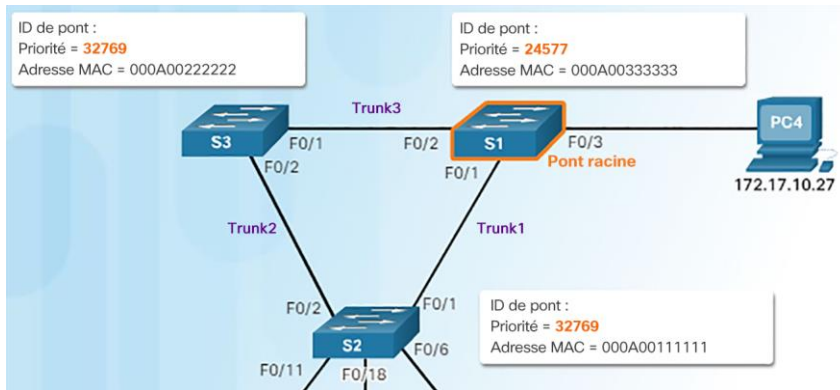 ID de pont :
Priorité = 32769
Adresse MAC = 000A00222222
ID de pont :
Priorité = 24577
Adresse MAC = 000A00333333
Trunk3
S3
F0/1
F0/2
S1
F0/3
PC4
F0/2
F0/1
Pont racine
172.17.10.27
Trunk2
Trunk1
F0/2
F0/1
S2
F0/6
F0/11
F0/18
ID de pont :
Priorité = 32769
Adresse MAC = 000A00111111